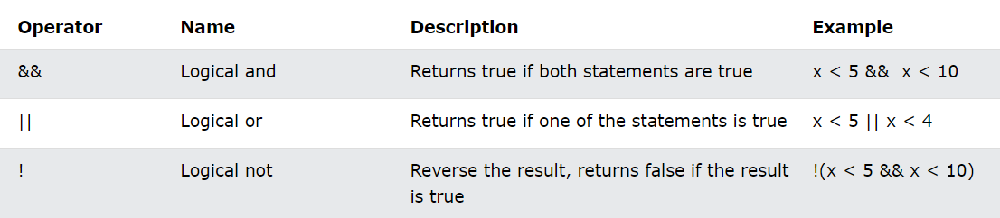 Operator Name Description Example
&& Logical and Returns true if both statements are true x < 5 &&  x < 10
|| Logical or Returns true if one of the statements is true x < 5 || x < 4
! Logical not Reverse the result, returns false if the result !(x < 5 && x < 10)
is true